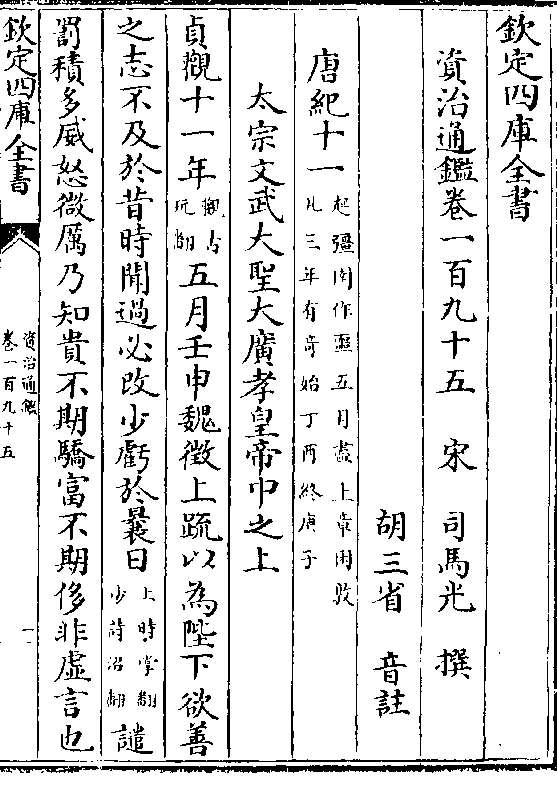 欽定四庫全書
資治通鑑卷一百九十五　宋　司馬光　撰
胡三省　音註
唐紀十一
起彊圉作噩五月盡上章困敦
凡三年有奇始丁酉終庚子
太宗文武大聖大廣孝皇帝中之上
貞觀十一年
觀古
玩翻
五月壬申魏徵上疏以為陛下欲善
之志不及於昔時聞過必改少虧於曩日
上時掌翻
少詩沼翻
譴
罰積多威怒微厲乃知貴不期驕富不期侈非虛言也
欽定四庫全書
資治通鑑
卷一百九十五
一